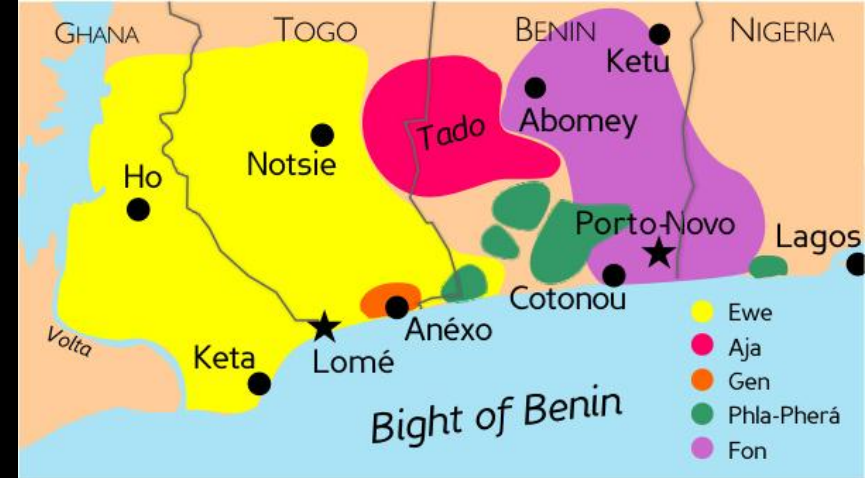 GHANA
TOGO
BENIN
NIGERIA
Ketu
Abomey
Tado
Notsie
Ho
Porto-Novo
Lagos
Cotonou
Anéxo
Volta
Keta
Lomé
Bight of Benin
Ewe
Aja
Gen
Phla-Pherá
Fon